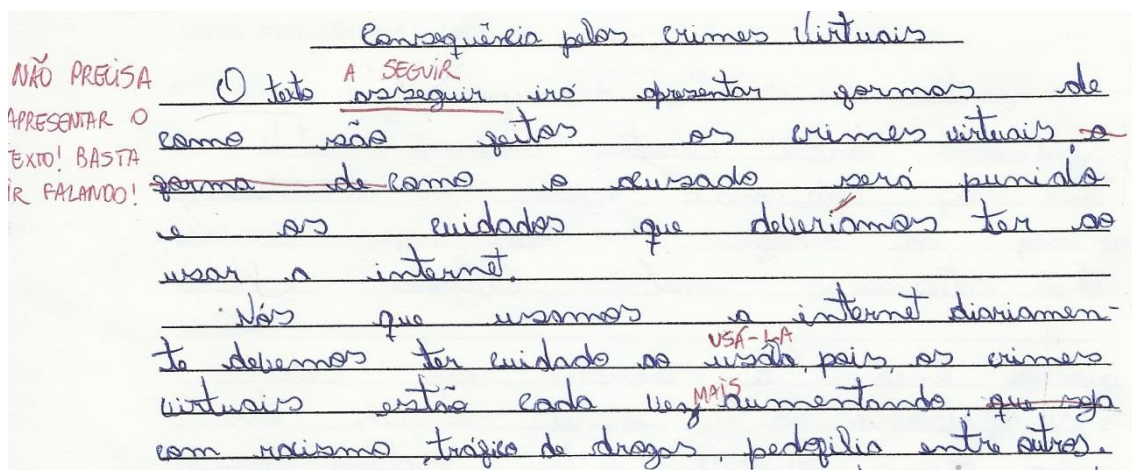 Consequência pelos crimes virtuais
NÃO PRECISA
APRESENTAR O
TEXTO! BASTA
IR FALANDO!
A SEGUIR
O texto asseguir irá apresentar formas de
como são feitos os crimes virtuais a
forma de como o acusado será punido
e os cuidados que deveríamos ter ao
usar a internet.
Nós que usamos a internet diariamen-
USÁ-LA
te devemos ter cuidado ao usála, pois, os crimes
MAIS
virtuais estão cada vez aumentando, que seja
com racismo, tráfico de drogas, pedofilia entre outros.